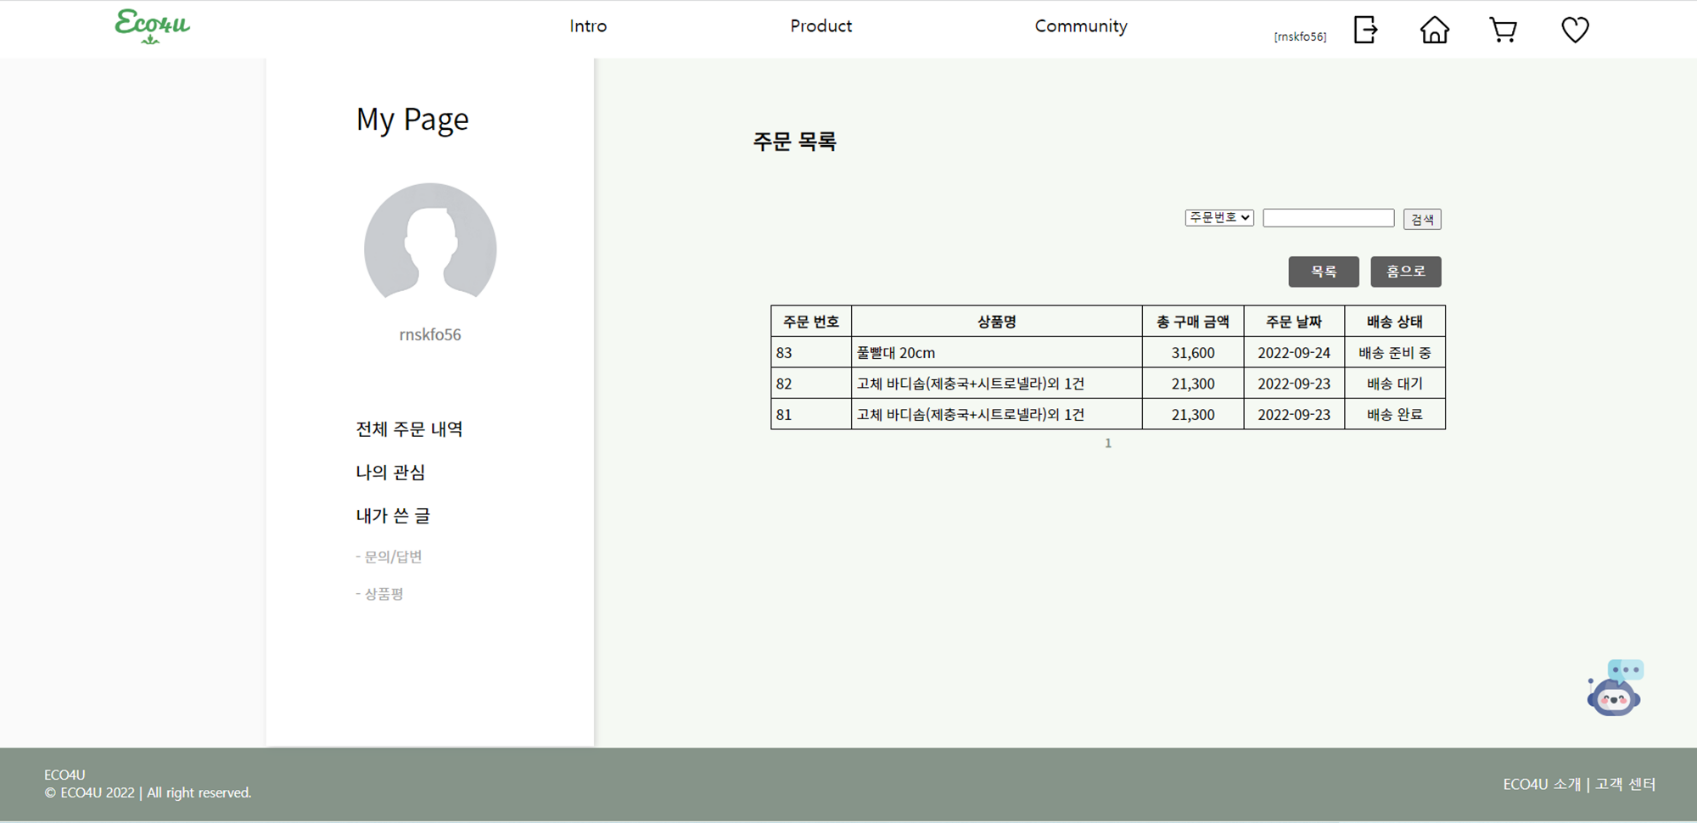 Eco4u
Intro
Product
Community
[rnskfo56]
My Page
rnskfo56
전체 주문 내역
나의 관심
내가 쓴 글
- 문의/답변
- 상품평
주문 목록
주문번호 검색
목록 홈으로
주문 번호 상품명 총 구매 금액 주문 날짜 배송 상태
83 풀빨대 20cm 31,600 2022-09-24 배송 준비 중
82 고체 바디솝(제충국+시트로넬라)외 1건 21,300 2022-09-23 배송 대기
81 고체 바디솝(제충국+시트로넬라)외 1건 21,300 2022-09-23 배송 완료
1
ECO4U
© ECO4U 2022 | All right reserved.
ECO4U 소개 | 고객 센터